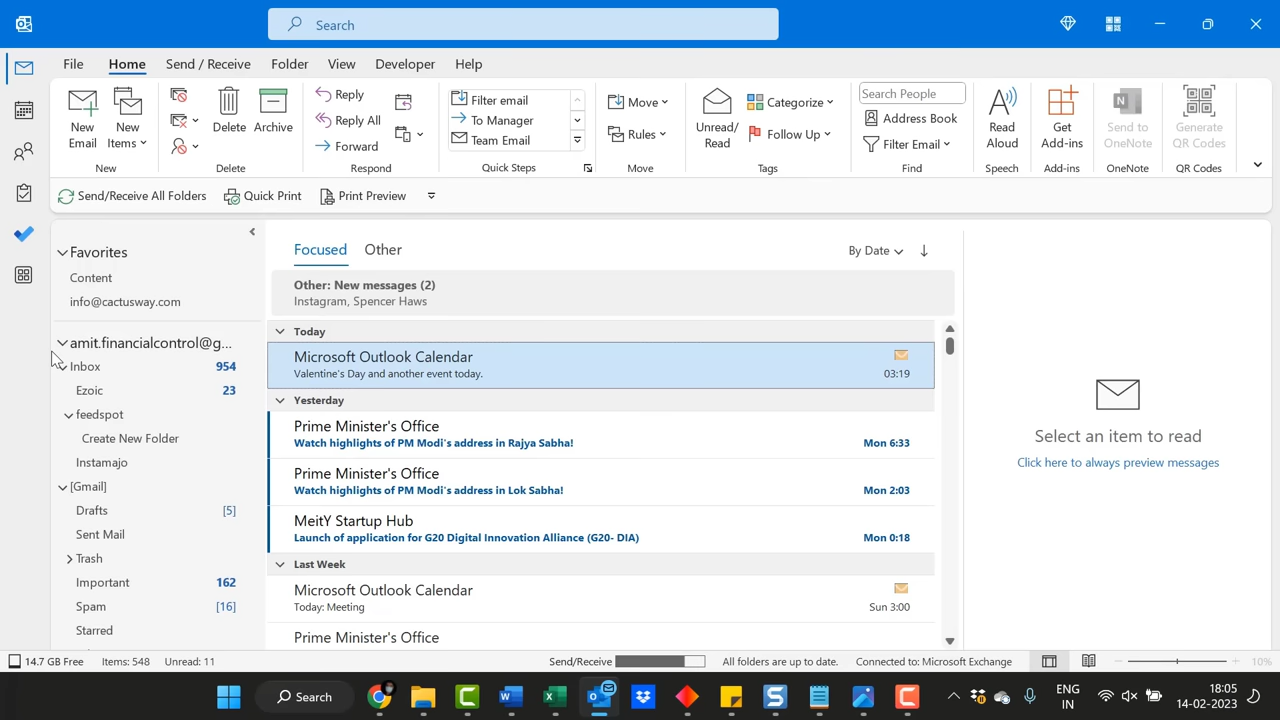 Search
File Home Send / Receive Folder View Developer Help
New Email
New Items
New
Delete
Archive
Delete
Reply
Reply All
Forward
Respond
Filter email
To Manager
Team Email
Quick Steps
Move
Rules
Move
Unread/ Read
Categorize
Follow Up
Tags
Search People
Address Book
Filter Email
Find
Read Aloud
Speech
Get Add-ins
Add-ins
Send to OneNote
OneNote
Generate QR Codes
QR Codes
Send/Receive All Folders Quick Print Print Preview
Favorites
Content
info@cactusway.com
amit.financialcontrol@g...
Inbox 954
Ezoic 23
feedspot
Create New Folder
Instamajo
[Gmail]
Drafts [5]
Sent Mail
Trash
Important 162
Spam [16]
Starred
Focused Other By Date
Other: New messages (2)
Instagram, Spencer Haws
Today
Microsoft Outlook Calendar
Valentine's Day and another event today. 03:19
Yesterday
Prime Minister's Office
Watch highlights of PM Modi's address in Rajya Sabha! Mon 6:33
Prime Minister's Office
Watch highlights of PM Modi's address in Lok Sabha! Mon 2:03
MeitY Startup Hub
Launch of application for G20 Digital Innovation Alliance (G20- DIA) Mon 0:18
Last Week
Microsoft Outlook Calendar
Today: Meeting Sun 3:00
Prime Minister's Office
Select an item to read
Click here to always preview messages
14.7 GB Free Items: 548 Unread: 11 Send/Receive All folders are up to date. Connected to: Microsoft Exchange 10%
Search
ENG
IN
18:05
14-02-2023